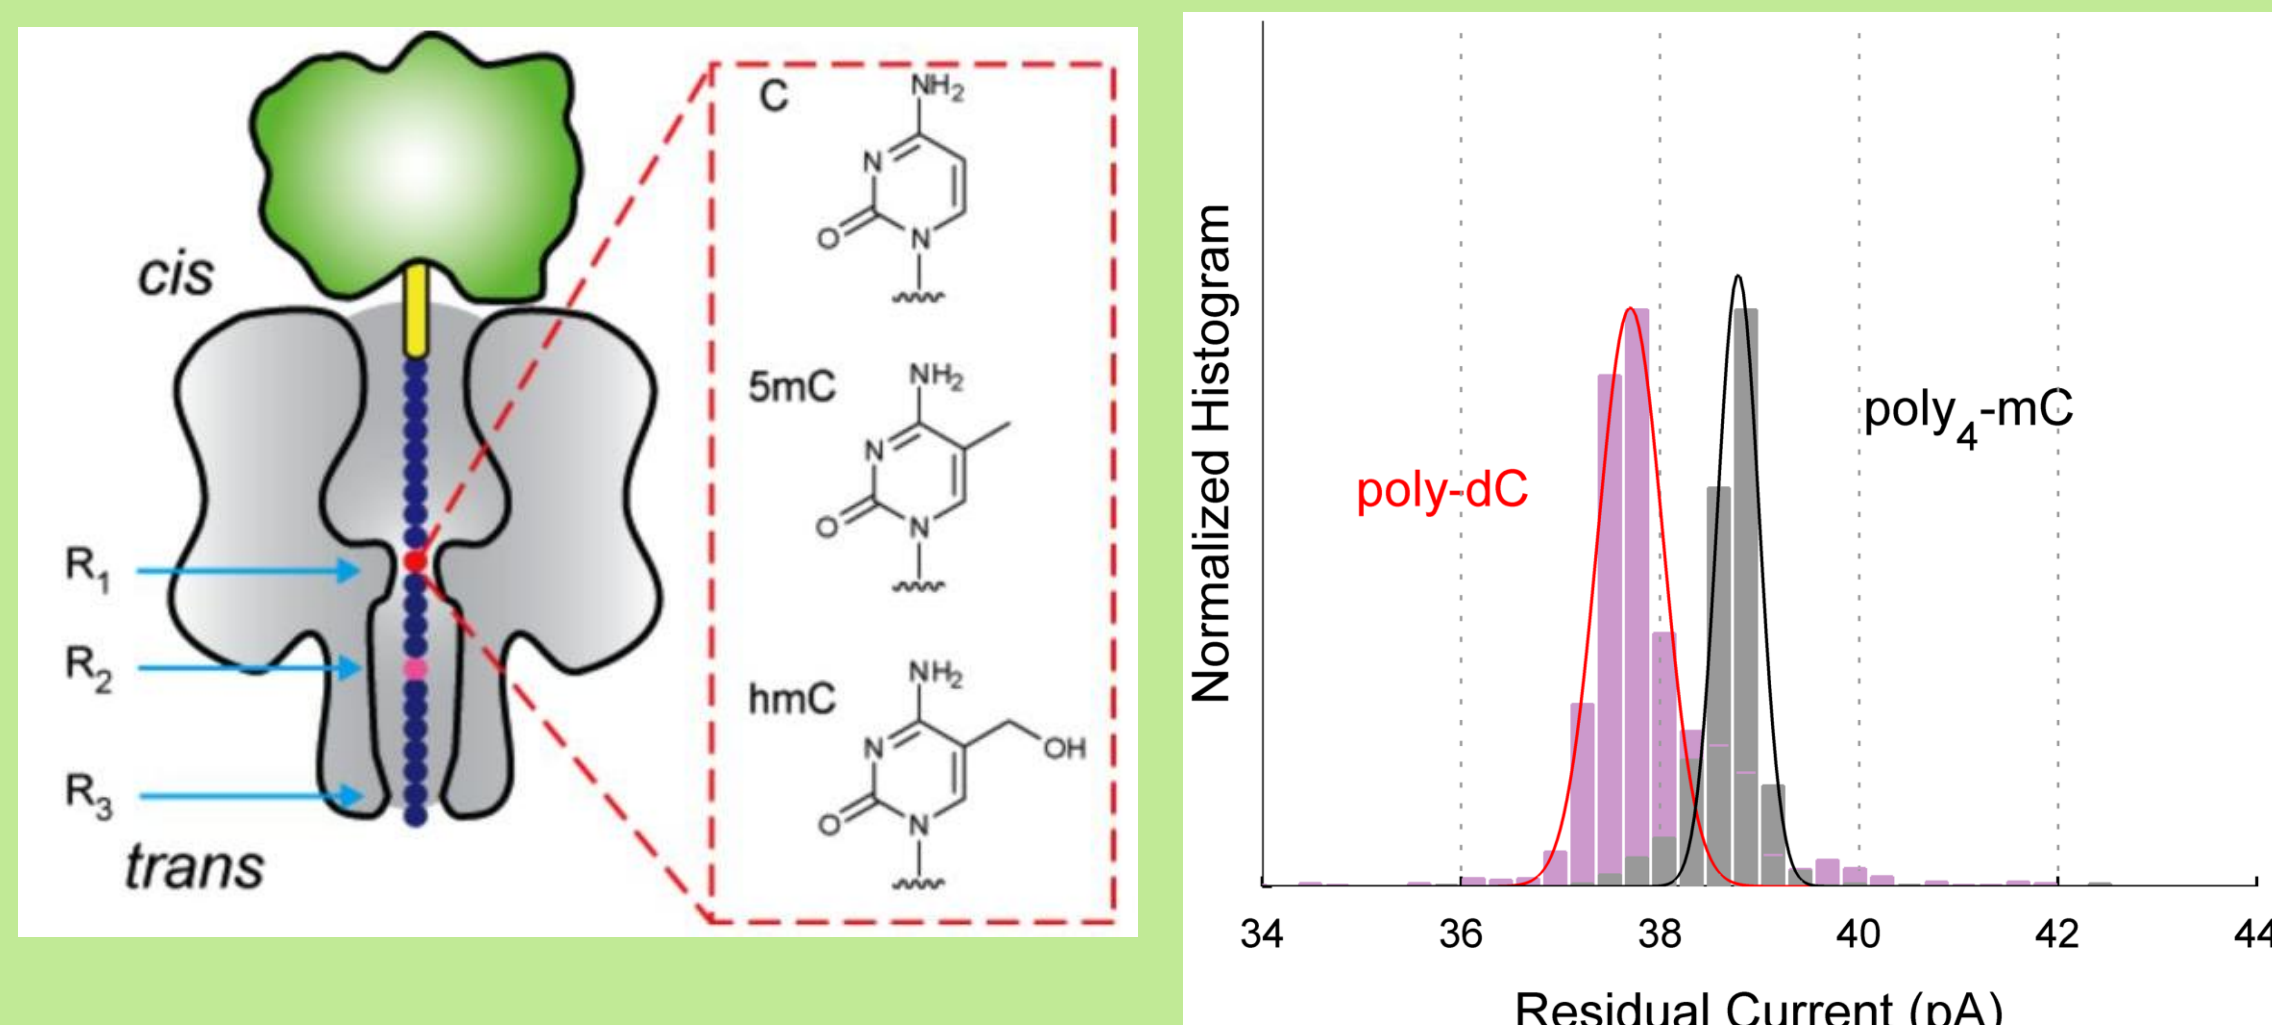 C
NH₂
N
O
N
cis
5mC
NH₂
N
O
N
R₁
R₂
hmC
NH₂
N
OH
O
N
R₃
trans
Normalized Histogram
poly₄-mC
poly-dC
34 36 38 40 42 44
Residual Current (pA)